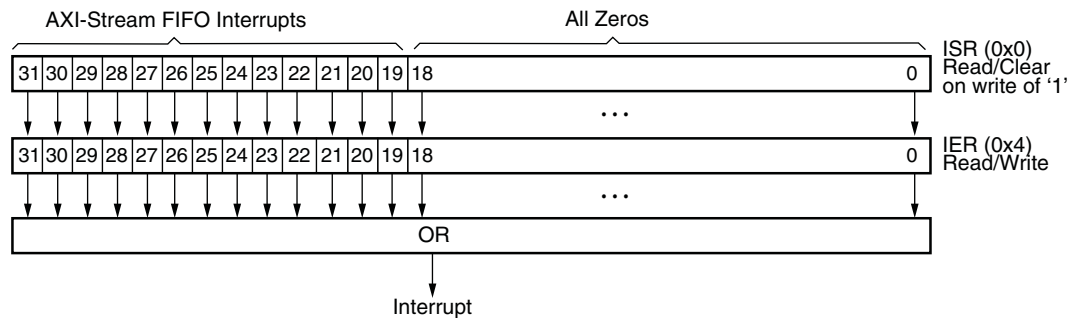 AXI-Stream FIFO Interrupts All Zeros
31 30 29 28 27 26 25 24 23 22 21 20 19 18 0
ISR (0x0)
Read/Clear
on write of ‘1’
...
31 30 29 28 27 26 25 24 23 22 21 20 19 18 0
IER (0x4)
Read/Write
...
OR
Interrupt